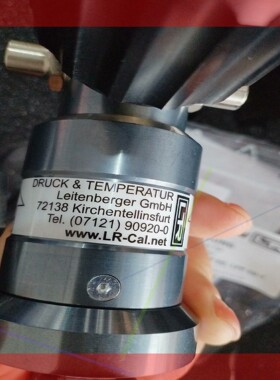 DRUCK & TEMPERATUR
Leitenberger GmbH
72138 Kirchentellinsfurt
Tel. (07121) 90920-0
www.LR-Cal.net